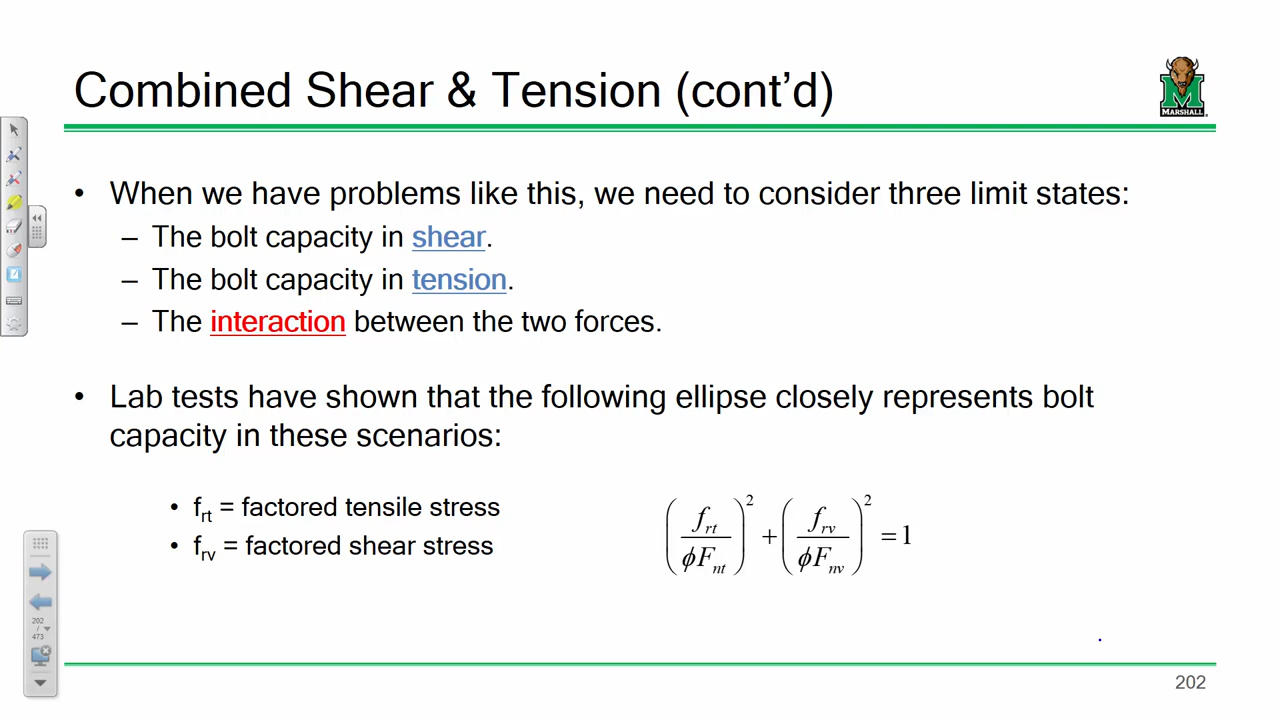 Combined Shear & Tension (cont’d)
MARSHALL
• When we have problems like this, we need to consider three limit states:
– The bolt capacity in shear.
– The bolt capacity in tension.
– The interaction between the two forces.
• Lab tests have shown that the following ellipse closely represents bolt
capacity in these scenarios:
• f_rt = factored tensile stress
• f_rv = factored shear stress
(f_rt / ϕF_nt)^2 + (f_rv / ϕF_nv)^2 = 1
202
/
473
202